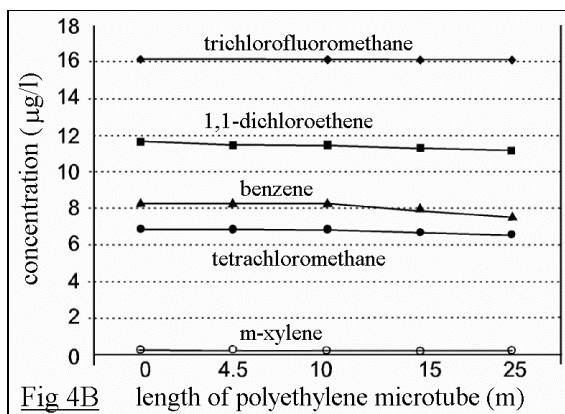 18
16
14
12
10
8
6
4
2
0
concentration (µg/l)
trichlorofluoromethane
1,1-dichloroethene
benzene
tetrachloromethane
m-xylene
0 4.5 10 15 25
Fig 4B length of polyethylene microtube (m)